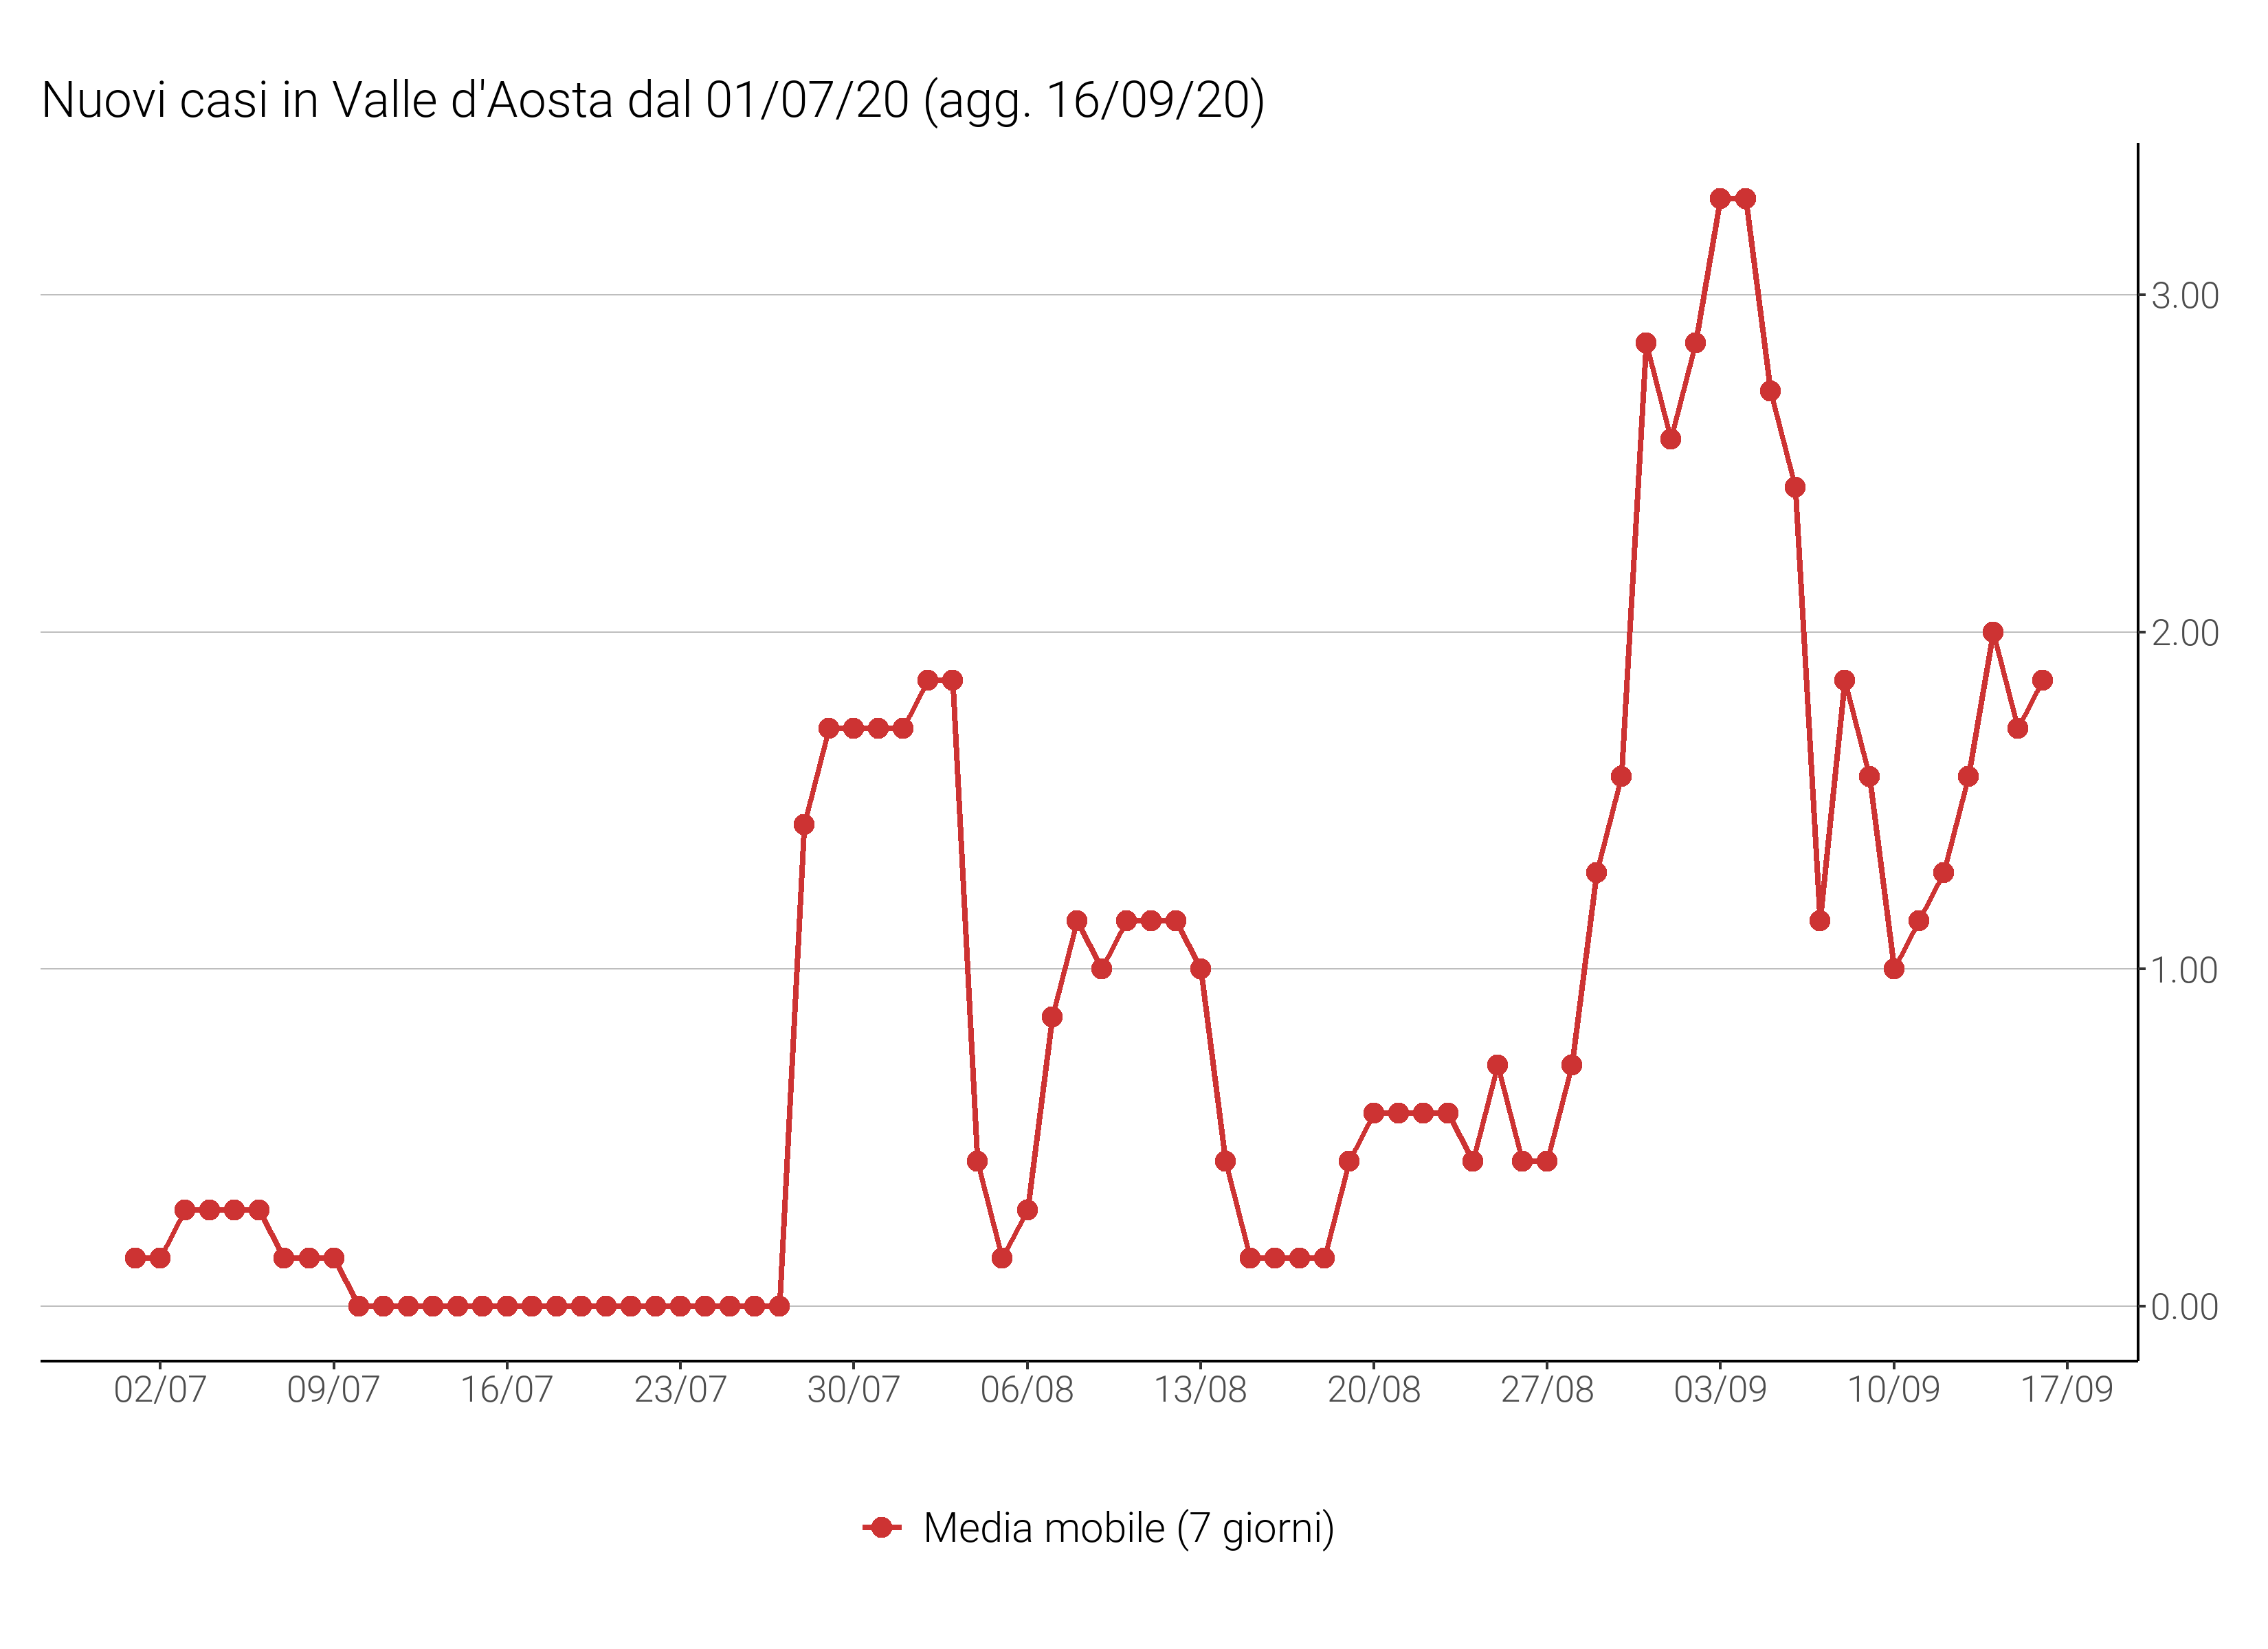 Nuovi casi in Valle d'Aosta dal 01/07/20 (agg. 16/09/20)
3.00
2.00
1.00
0.00
02/07 09/07 16/07 23/07 30/07 06/08 13/08 20/08 27/08 03/09 10/09 17/09
Media mobile (7 giorni)